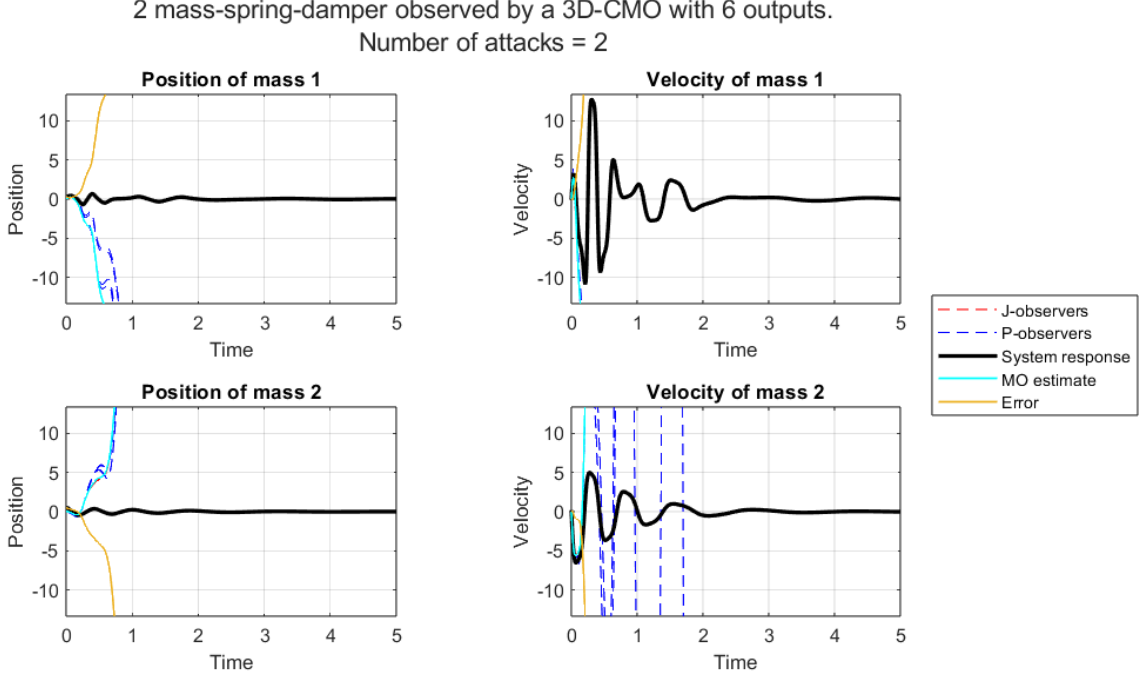 2 mass-spring-damper observed by a 3D-CMO with 6 outputs.
Number of attacks = 2
Position of mass 1
10
5
0
-5
-10
Position
0 1 2 3 4 5
Time
Velocity of mass 1
10
5
0
-5
-10
Velocity
0 1 2 3 4 5
Time
Position of mass 2
10
5
0
-5
-10
Position
0 1 2 3 4 5
Time
Velocity of mass 2
10
5
0
-5
-10
Velocity
0 1 2 3 4 5
Time
J-observers
P-observers
System response
MO estimate
Error